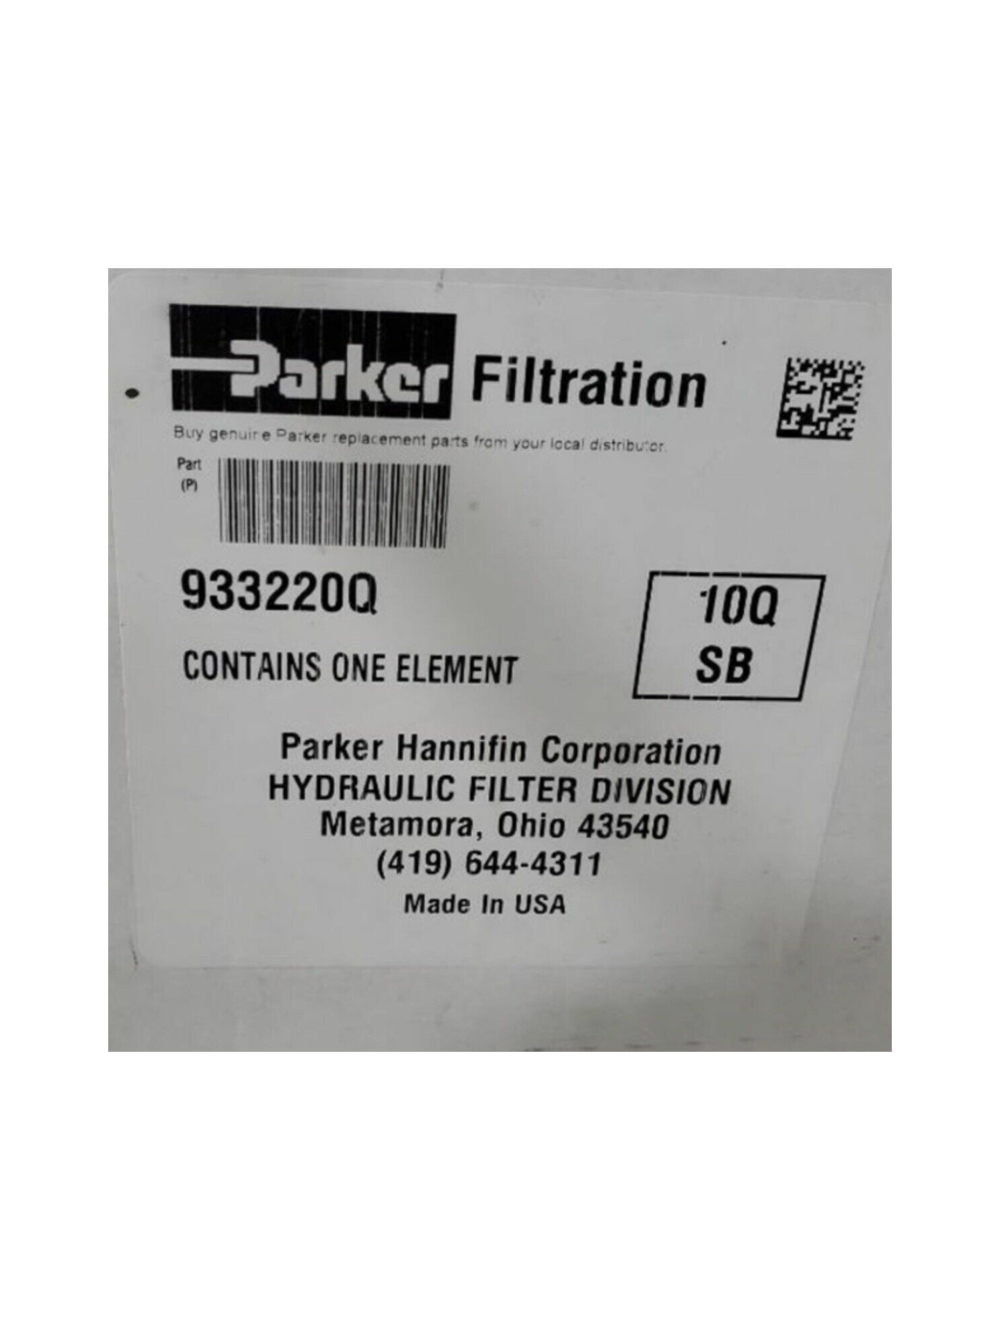 Parker Filtration
Buy genuine Parker replacement parts from your local distributor.
Part
(P)
933220Q
10Q
SB
CONTAINS ONE ELEMENT
Parker Hannifin Corporation
HYDRAULIC FILTER DIVISION
Metamora, Ohio 43540
(419) 644-4311
Made In USA